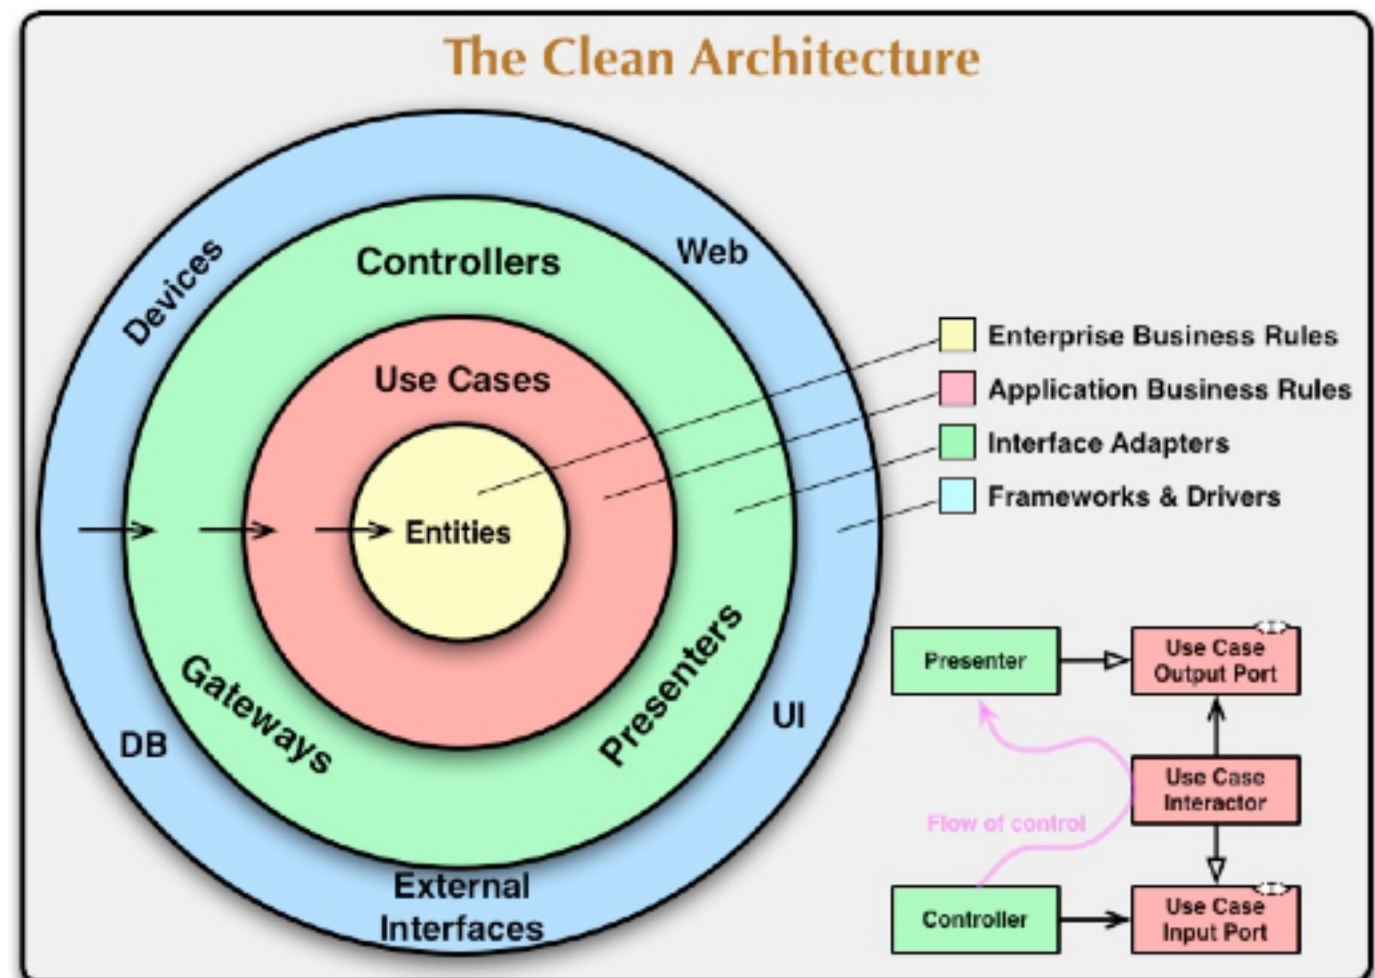 The Clean Architecture
Devices
Controllers
Web
Use Cases
Entities
Gateways
Presenters
DB
UI
External
Interfaces
Enterprise Business Rules
Application Business Rules
Interface Adapters
Frameworks & Drivers
Presenter
Use Case
Output Port
Use Case
Interactor
Flow of control
Controller
Use Case
Input Port